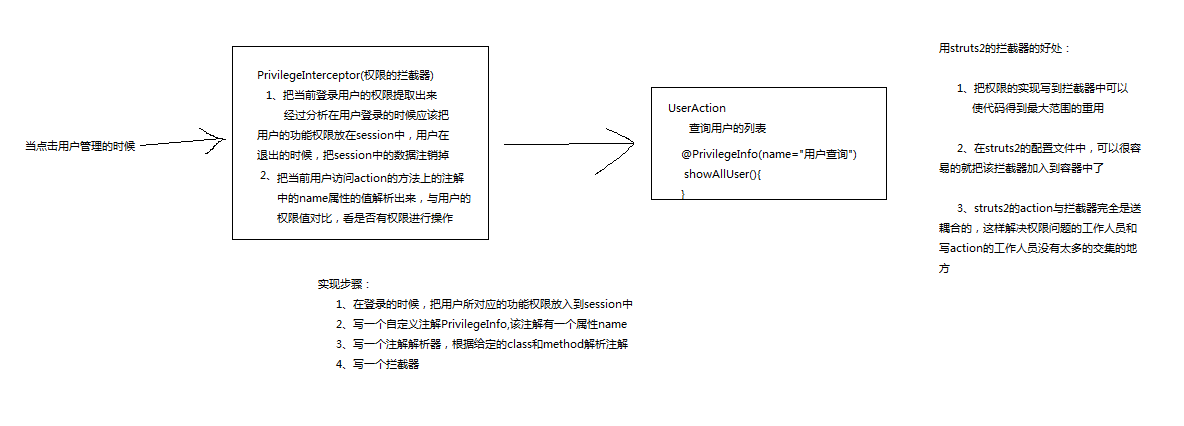 当点击用户管理的时候
PrivilegeInterceptor(权限的拦截器)
1、把当前登录用户的权限提取出来
经过分析在用户登录的时候应该把
用户的功能权限放在session中，用户在
退出的时候，把session中的数据注销掉
2、把当前用户访问action的方法上的注解
中的name属性的值解析出来，与用户的
权限值对比，看是否有权限进行操作
UserAction
查询用户的列表
@PrivilegeInfo(name="用户查询")
showAllUser(){
}
用struts2的拦截器的好处：
1、把权限的实现写到拦截器中可以
使代码得到最大范围的重用
2、在struts2的配置文件中，可以很容
易的就把该拦截器加入到容器中了
3、struts2的action与拦截器完全是送
耦合的，这样解决权限问题的工作人员和
写action的工作人员没有太多的交集的地
方
实现步骤：
1、在登录的时候，把用户所对应的功能权限放入到session中
2、写一个自定义注解PrivilegeInfo,该注解有一个属性name
3、写一个注解解析器，根据给定的class和method解析注解
4、写一个拦截器